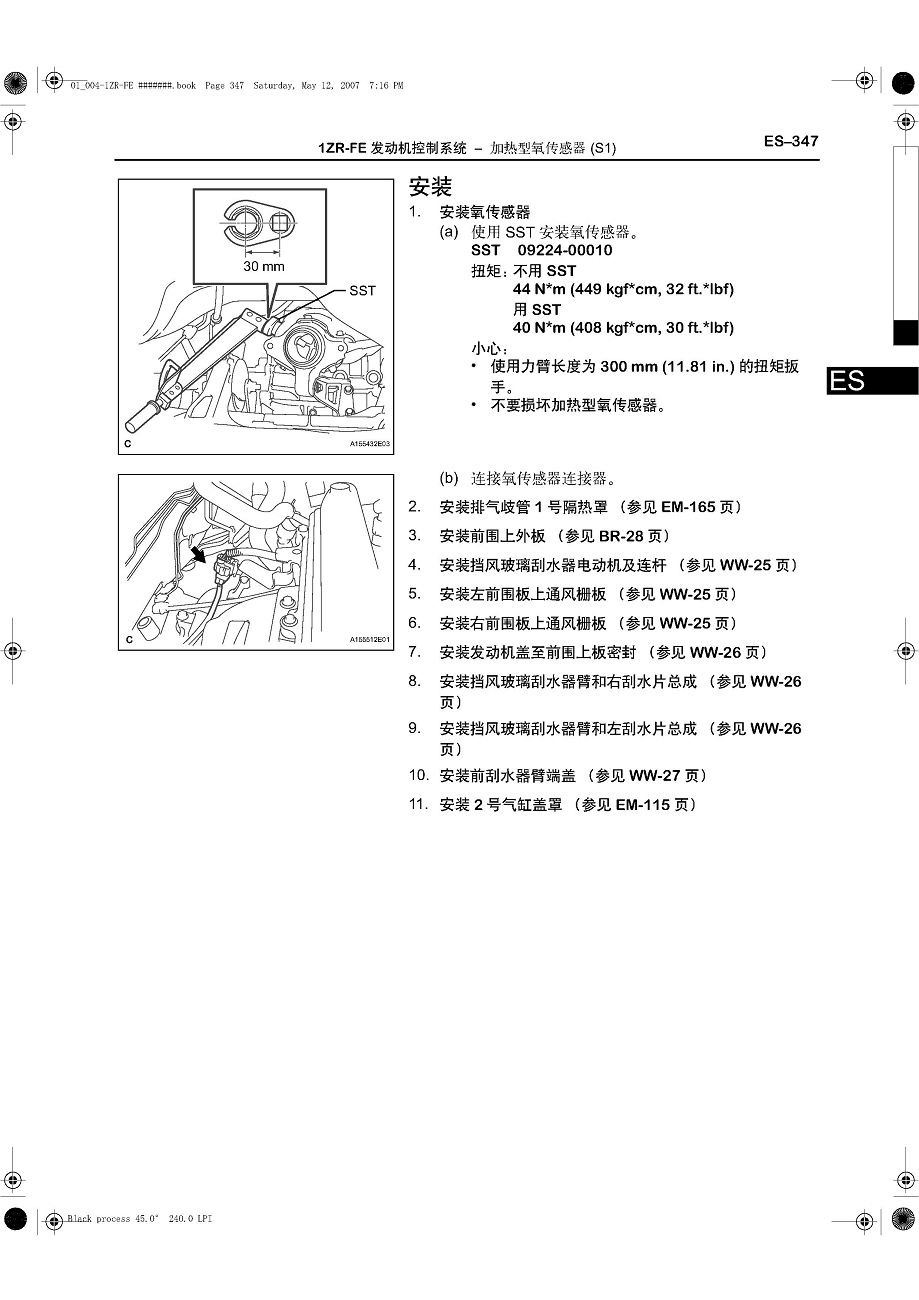 01_004-1ZR-FE #######.book Page 347 Saturday, May 12, 2007 7:16 PM
1ZR-FE 发动机控制系统 – 加热型氧传感器 (S1)
ES–347
安装
1. 安装氧传感器
(a) 使用 SST 安装氧传感器。
SST 09224-00010
扭矩：不用 SST
44 N*m (449 kgf*cm, 32 ft.*lbf)
用 SST
40 N*m (408 kgf*cm, 30 ft.*lbf)
小心：
• 使用力臂长度为 300 mm (11.81 in.) 的扭矩扳
手。
• 不要损坏加热型氧传感器。
30 mm
SST
C
A155432E03
ES
(b) 连接氧传感器连接器。
C
A155512E01
2. 安装排气歧管 1 号隔热罩 （参见 EM-165 页）
3. 安装前围上外板 （参见 BR-28 页）
4. 安装挡风玻璃刮水器电动机及连杆 （参见 WW-25 页）
5. 安装左前围板上通风栅板 （参见 WW-25 页）
6. 安装右前围板上通风栅板 （参见 WW-25 页）
7. 安装发动机盖至前围上板密封 （参见 WW-26 页）
8. 安装挡风玻璃刮水器臂和右刮水片总成 （参见 WW-26
页）
9. 安装挡风玻璃刮水器臂和左刮水片总成 （参见 WW-26
页）
10. 安装前刮水器臂端盖 （参见 WW-27 页）
11. 安装 2 号气缸盖罩 （参见 EM-115 页）
Black process 45.0° 240.0 LPI